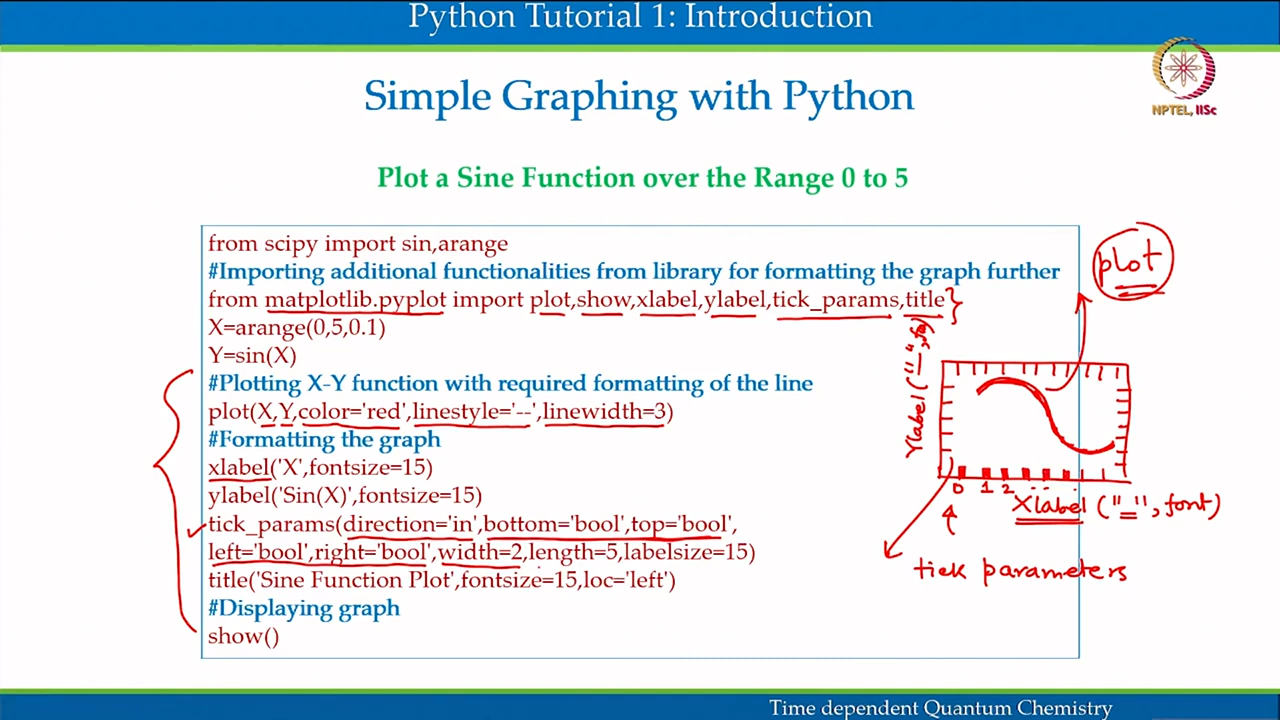 Python Tutorial 1: Introduction
NPTEL, IISc
Simple Graphing with Python
Plot a Sine Function over the Range 0 to 5
from scipy import sin,arange
#Importing additional functionalities from library for formatting the graph further
from matplotlib.pyplot import plot,show,xlabel,ylabel,tick_params,title
X=arange(0,5,0.1)
Y=sin(X)
#Plotting X-Y function with required formatting of the line
plot(X,Y,color='red',linestyle='--',linewidth=3)
#Formatting the graph
xlabel('X',fontsize=15)
ylabel('Sin(X)',fontsize=15)
tick_params(direction='in',bottom='bool',top='bool',
left='bool',right='bool',width=2,length=5,labelsize=15)
title('Sine Function Plot',fontsize=15,loc='left')
#Displaying graph
show()
plot
Ylabel ("_",fo
0 1 2
Xlabel ("_", font)
tick parameters
Time dependent Quantum Chemistry